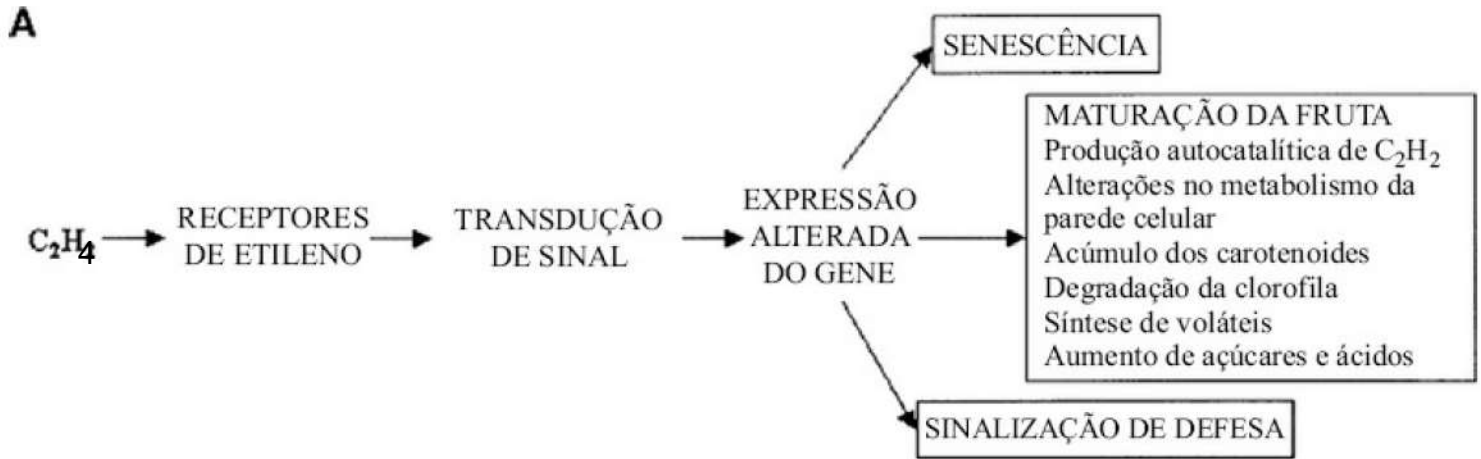 A
C₂H₄
RECEPTORES
DE ETILENO
TRANSDUÇÃO
DE SINAL
EXPRESSÃO
ALTERADA
DO GENE
SENESCÊNCIA
MATURAÇÃO DA FRUTA
Produção autocatalítica de C₂H₂
Alterações no metabolismo da
parede celular
Acúmulo dos carotenoides
Degradação da clorofila
Síntese de voláteis
Aumento de açúcares e ácidos
SINALIZAÇÃO DE DEFESA